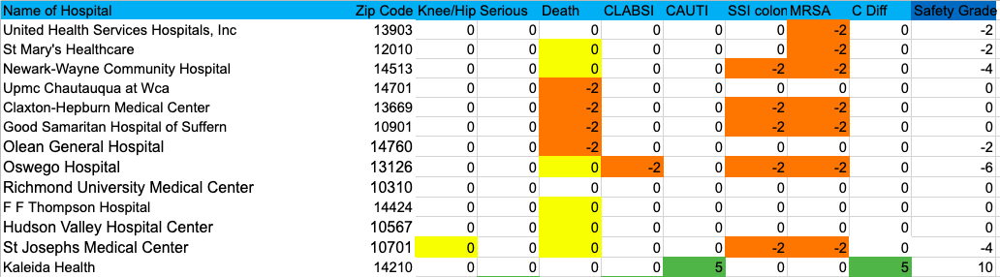 Name of Hospital Zip Code Knee/Hip Serious Death CLABSI CAUTI SSI colon MRSA C Diff Safety Grade
United Health Services Hospitals, Inc 13903 0 0 0 0 0 0 -2 0 -2
St Mary's Healthcare 12010 0 0 0 0 0 0 -2 0 -2
Newark-Wayne Community Hospital 14513 0 0 0 0 0 -2 -2 0 -4
Upmc Chautauqua at Wca 14701 0 0 -2 0 0 0 0 0 0
Claxton-Hepburn Medical Center 13669 0 0 -2 0 0 -2 -2 0 0
Good Samaritan Hospital of Suffern 10901 0 0 -2 0 0 -2 -2 0 0
Olean General Hospital 14760 0 0 -2 0 0 0 0 0 -2
Oswego Hospital 13126 0 0 0 -2 0 -2 -2 0 -6
Richmond University Medical Center 10310 0 0 0 0 0 0 0 0 0
F F Thompson Hospital 14424 0 0 0 0 0 0 0 0 0
Hudson Valley Hospital Center 10567 0 0 0 0 0 0 0 0 0
St Josephs Medical Center 10701 0 0 0 0 0 -2 -2 0 -4
Kaleida Health 14210 0 0 0 0 5 0 0 5 10